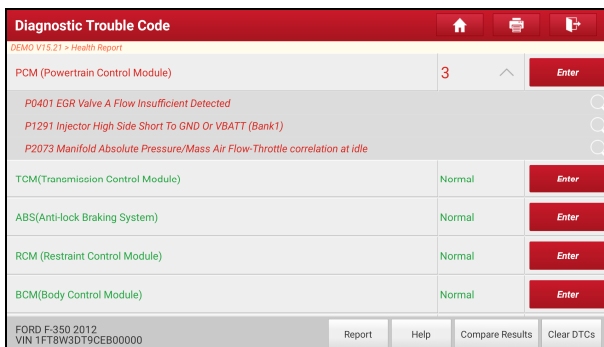 Diagnostic Trouble Code
DEMO V15.21 > Health Report
PCM (Powertrain Control Module) 3 Enter
P0401 EGR Valve A Flow Insufficient Detected
P1291 Injector High Side Short To GND Or VBATT (Bank1)
P2073 Manifold Absolute Pressure/Mass Air Flow-Throttle correlation at idle
TCM(Transmission Control Module) Normal Enter
ABS(Anti-lock Braking System) Normal Enter
RCM (Restraint Control Module) Normal Enter
BCM(Body Control Module) Normal Enter
FORD F-350 2012
VIN 1FT8W3DT9CEB00000
Report Help Compare Results Clear DTCs